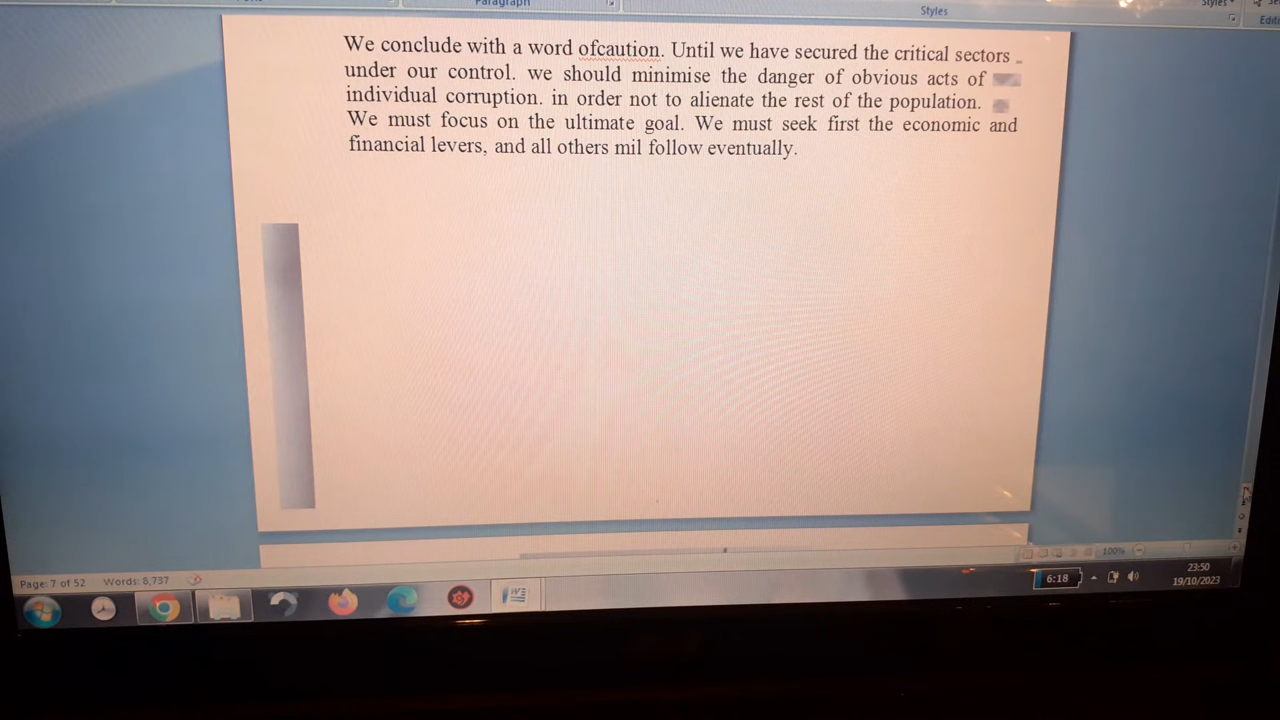 Paragraph
Styles
Styles
We conclude with a word ofcaution. Until we have secured the critical sectors
under our control. we should minimise the danger of obvious acts of
individual corruption. in order not to alienate the rest of the population.
We must focus on the ultimate goal. We must seek first the economic and
financial levers, and all others mil follow eventually.
Page: 7 of 52 Words: 8,737
100%
6:18
23:50
19/10/2023